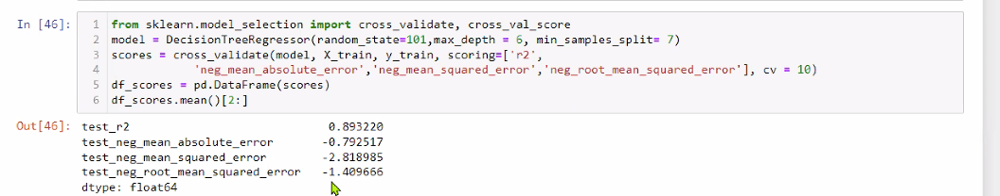 In [46]:
1 from sklearn.model_selection import cross_validate, cross_val_score
2 model = DecisionTreeRegressor(random_state=101,max_depth = 6, min_samples_split= 7)
3 scores = cross_validate(model, X_train, y_train, scoring=['r2',
4 'neg_mean_absolute_error','neg_mean_squared_error','neg_root_mean_squared_error'], cv = 10)
5 df_scores = pd.DataFrame(scores)
6 df_scores.mean()[2:]
Out[46]:
test_r2 0.893220
test_neg_mean_absolute_error -0.792517
test_neg_mean_squared_error -2.818985
test_neg_root_mean_squared_error -1.409666
dtype: float64